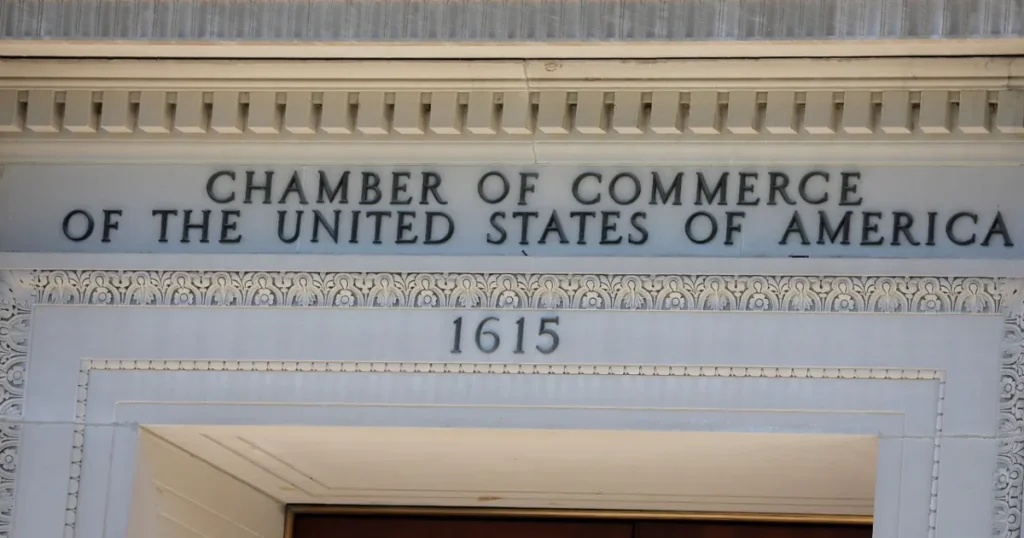 CHAMBER OF COMMERCE
OF THE UNITED STATES OF AMERICA
1615